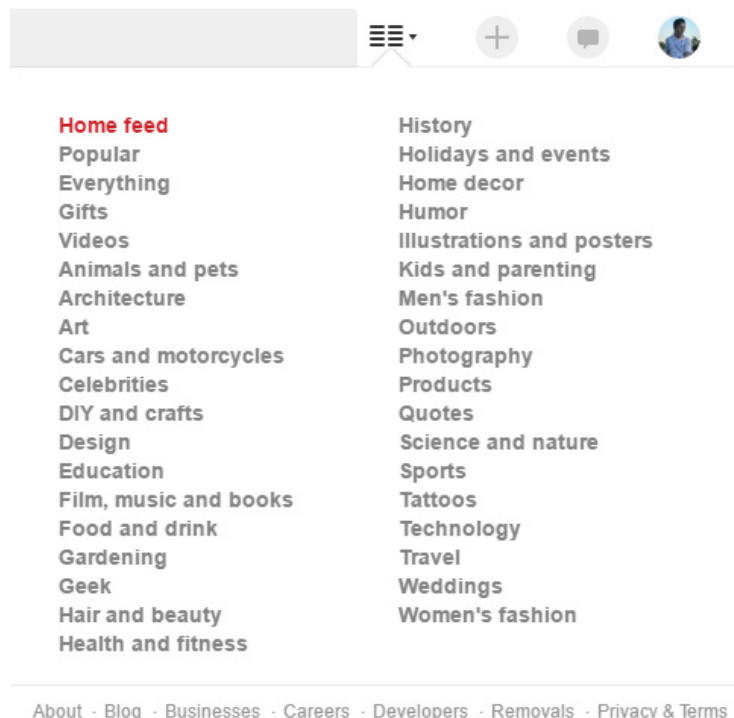 Home feed
Popular
Everything
Gifts
Videos
Animals and pets
Architecture
Art
Cars and motorcycles
Celebrities
DIY and crafts
Design
Education
Film, music and books
Food and drink
Gardening
Geek
Hair and beauty
Health and fitness
History
Holidays and events
Home decor
Humor
Illustrations and posters
Kids and parenting
Men's fashion
Outdoors
Photography
Products
Quotes
Science and nature
Sports
Tattoos
Technology
Travel
Weddings
Women's fashion
About · Blog · Businesses · Careers · Developers · Removals · Privacy & Terms